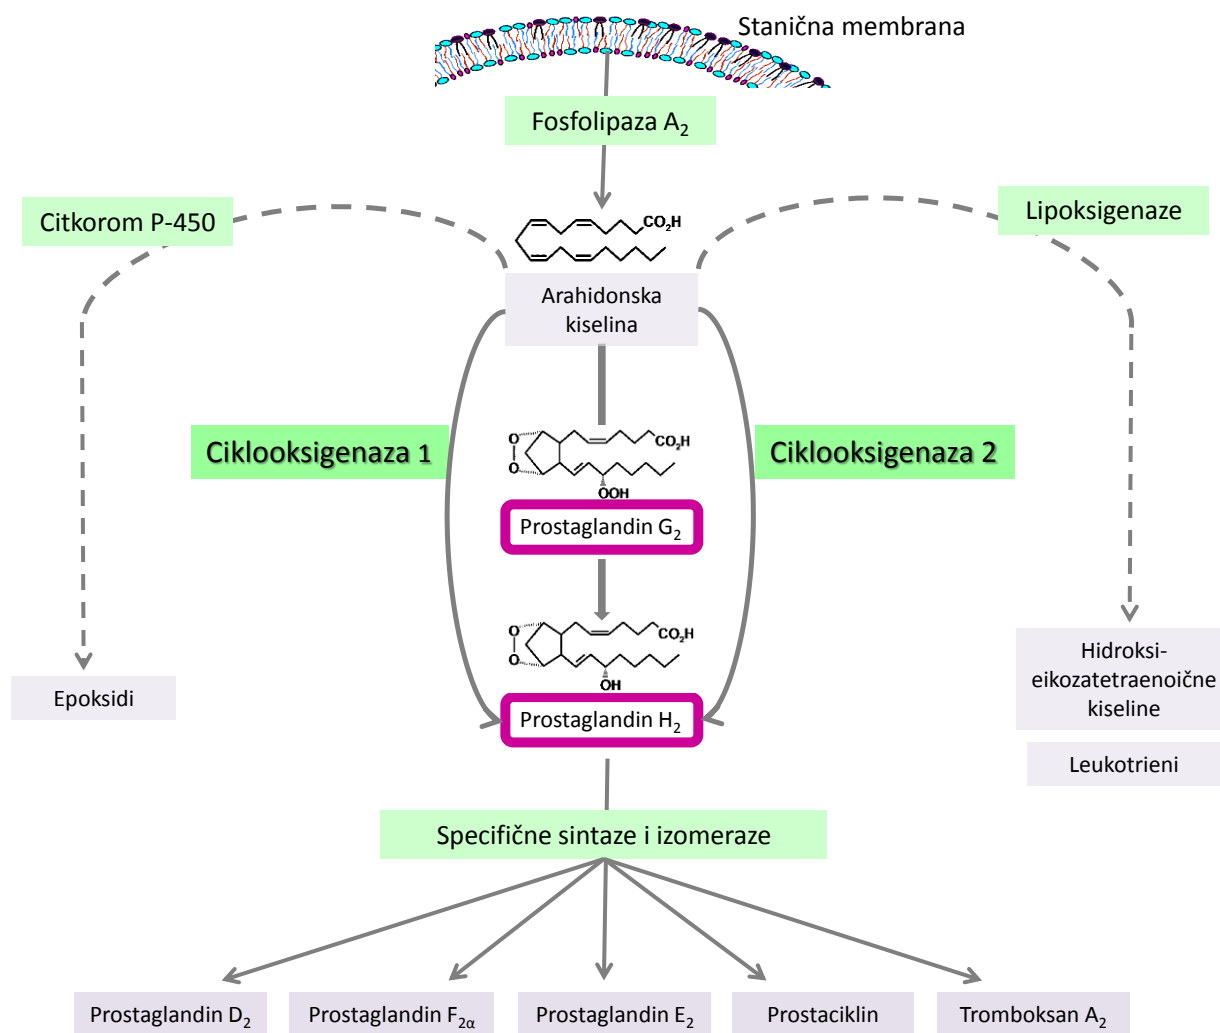 Stanična membrana
Fosfolipaza A2
Citkorom P-450
Lipoksigenaze
CO2H
Arahidonska
kiselina
Ciklooksigenaza 1
Ciklooksigenaza 2
O
O
CO2H
OOH
Prostaglandin G2
O
O
CO2H
OH
Prostaglandin H2
Epoksidi
Hidroksi-
eikozatetraenoične
kiseline
Leukotrieni
Specifične sintaze i izomeraze
Prostaglandin D2
Prostaglandin F2α
Prostaglandin E2
Prostaciklin
Tromboksan A2